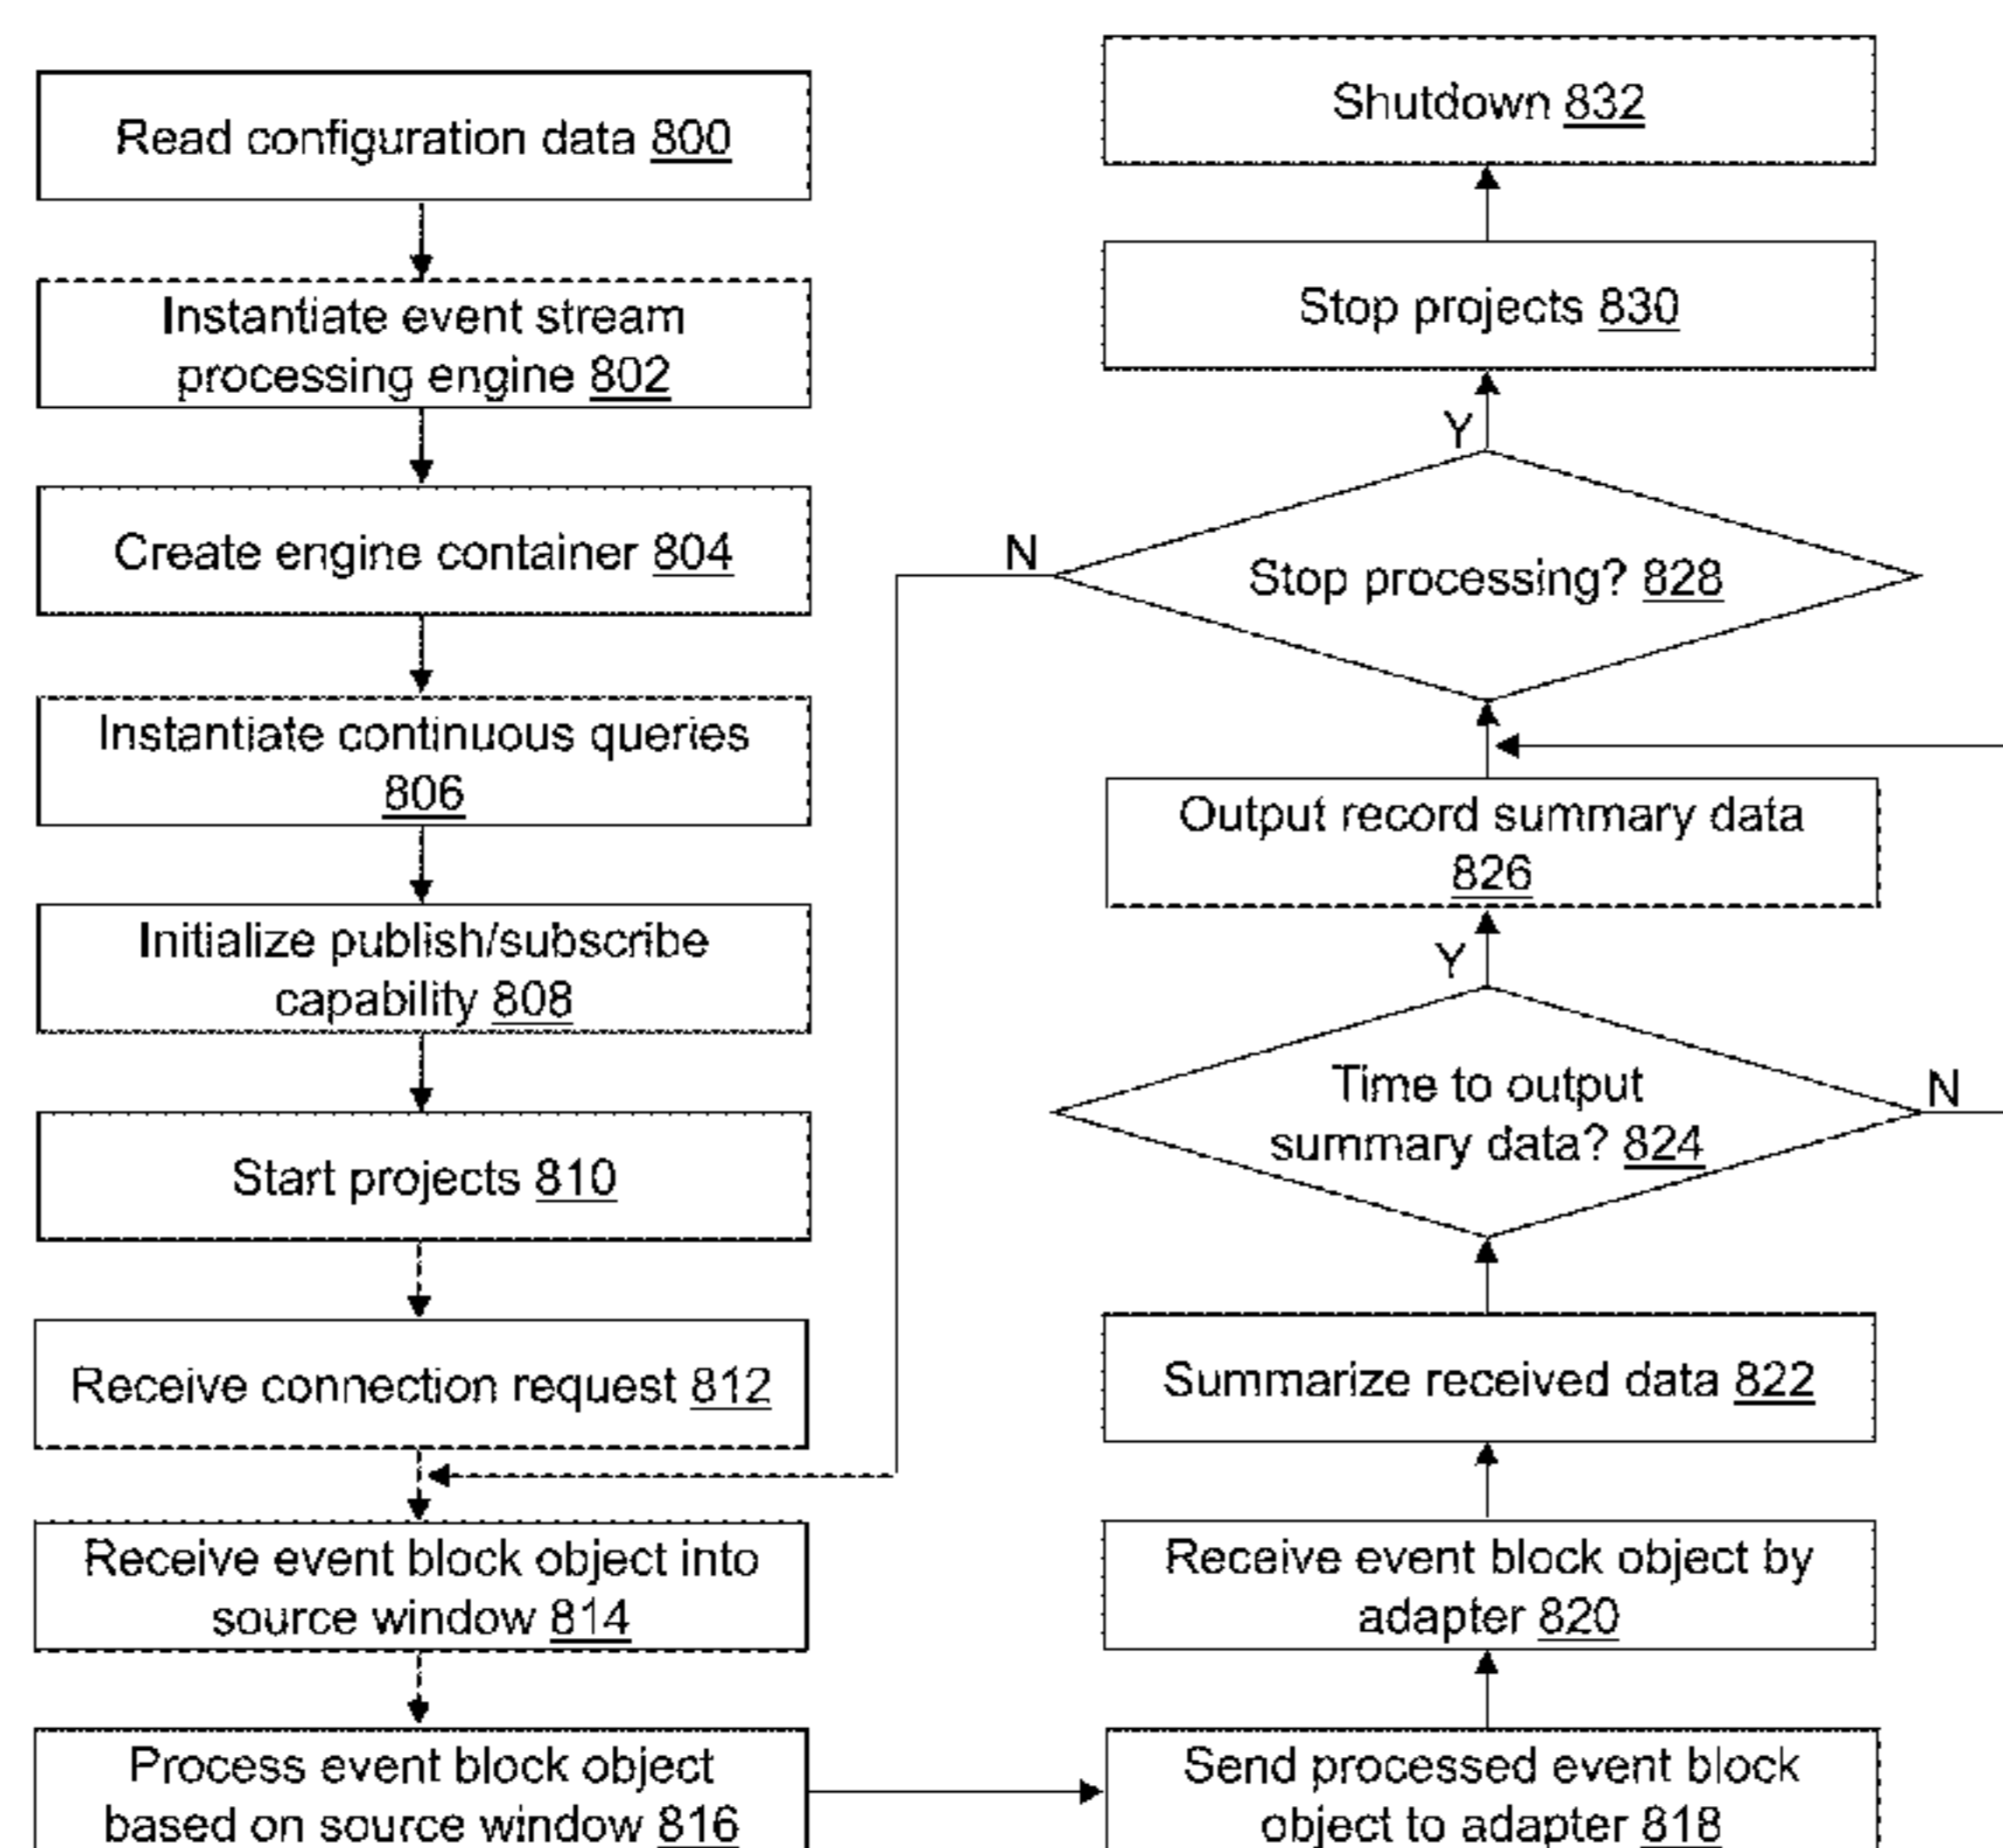 Read configuration data 800
Instantiate event stream
processing engine 802
Create engine container 804
Instantiate continuous queries
806
Initialize publish/subscribe
capability 808
Start projects 810
Receive connection request 812
Receive event block object into
source window 814
Process event block object
based on source window 816
Send processed event block
object to adapter 818
Receive event block object by
adapter 820
Summarize received data 822
Time to output
summary data? 824
N
Y
Output record summary data
826
Stop processing? 828
N
Y
Stop projects 830
Shutdown 832